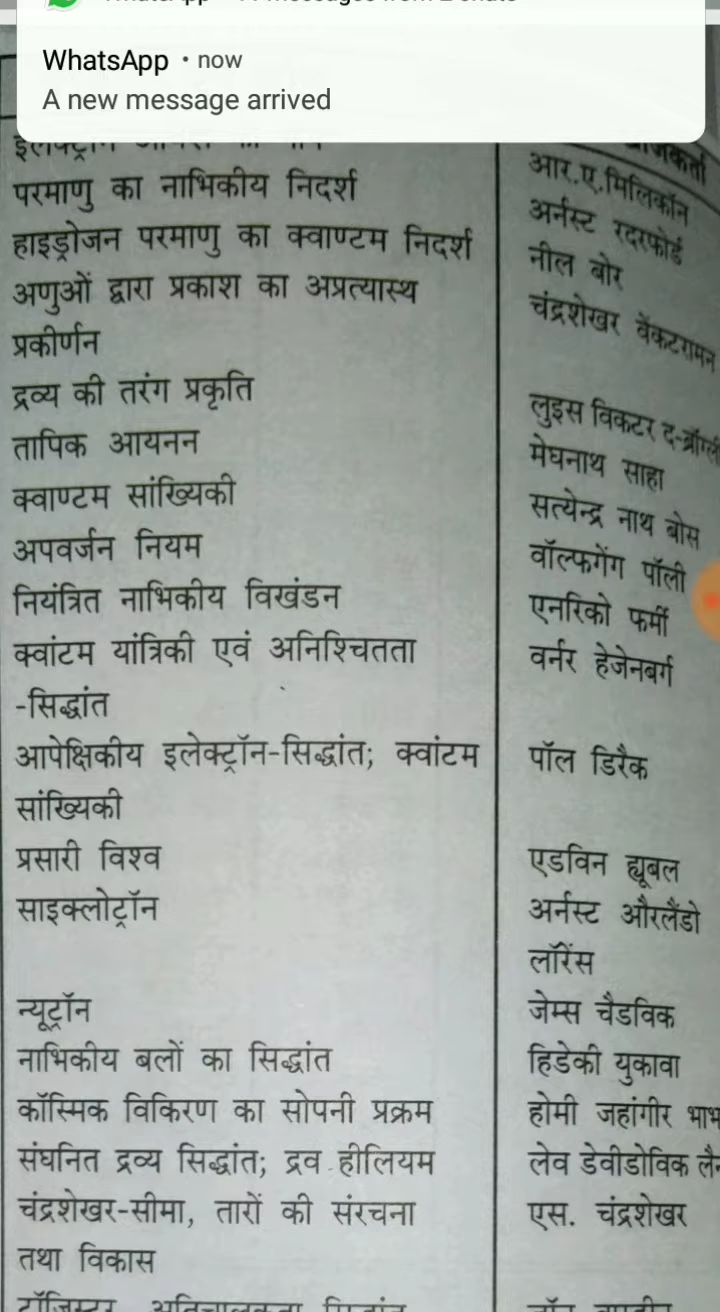 WhatsApp • now
A new message arrived
परमाणु का नाभिकीय निदर्श
हाइड्रोजन परमाणु का क्वाण्टम निदर्श
अणुओं द्वारा प्रकाश का अप्रत्यास्थ
प्रकीर्णन
द्रव्य की तरंग प्रकृति
तापिक आयनन
क्वाण्टम सांख्यिकी
अपवर्जन नियम
नियंत्रित नाभिकीय विखंडन
क्वांटम यांत्रिकी एवं अनिश्चितता
-सिद्धांत
आपेक्षिकीय इलेक्ट्रॉन-सिद्धांत; क्वांटम
सांख्यिकी
प्रसारी विश्व
साइक्लोट्रॉन
न्यूट्रॉन
नाभिकीय बलों का सिद्धांत
कॉस्मिक विकिरण का सोपनी प्रक्रम
संघनित द्रव्य सिद्धांत; द्रव हीलियम
चंद्रशेखर-सीमा, तारों की संरचना
तथा विकास
आर.ए.मिलिकॉन
अर्नस्ट रदरफोर्ड
नील बोर
चंद्रशेखर वेंकटरामन
लुइस विकटर द-ब्रॉग्ली
मेघनाथ साहा
सत्येन्द्र नाथ बोस
वॉल्फगेंग पॉली
एनरिको फर्मी
वर्नर हेजेनबर्ग
पॉल डिरैक
एडविन ह्यूबल
अर्नस्ट औरलैंडो
लॉरेंस
जेम्स चैडविक
हिडेकी युकावा
होमी जहांगीर
लेव डेवीडोविक
एस. चंद्रशेखर